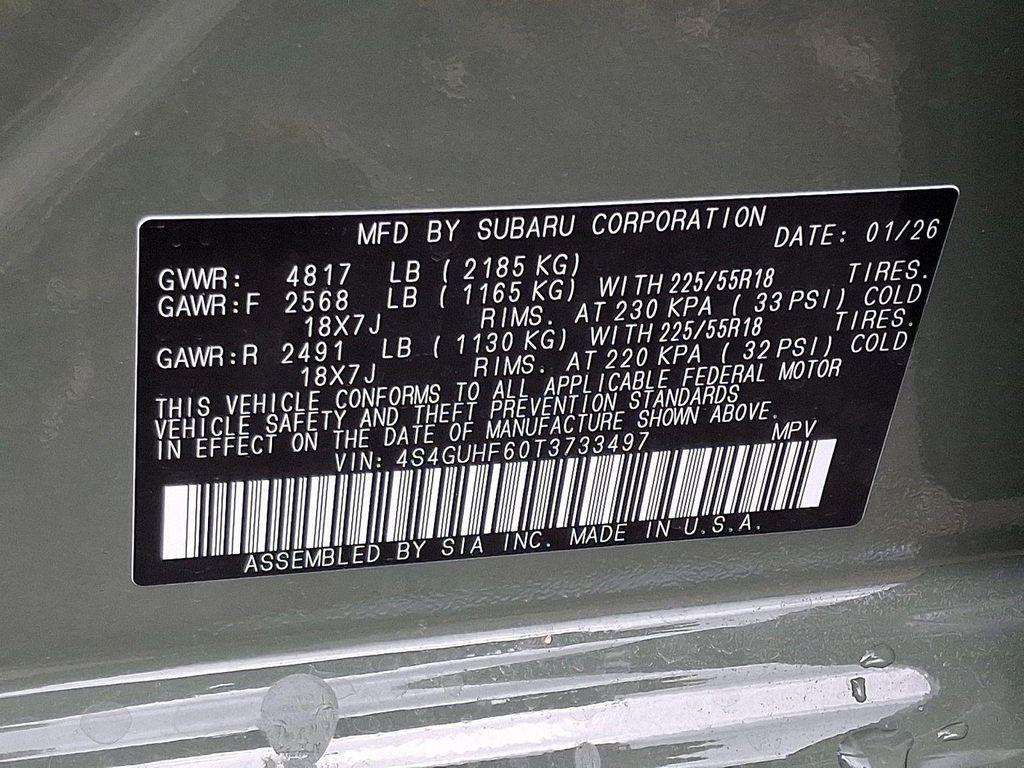 MFD BY SUBARU CORPORATION DATE: 01/26
GVWR: 4817 LB ( 2185 KG)
GAWR:F 2568 LB ( 1165 KG) WITH 225/55R18 TIRES.
18X7J RIMS. AT 230 KPA ( 33 PSI) COLD
GAWR:R 2491 LB ( 1130 KG) WITH 225/55R18 TIRES.
18X7J RIMS. AT 220 KPA ( 32 PSI) COLD
THIS VEHICLE CONFORMS TO ALL APPLICABLE FEDERAL MOTOR
VEHICLE SAFETY AND THEFT PREVENTION STANDARDS
IN EFFECT ON THE DATE OF MANUFACTURE SHOWN ABOVE.
VIN: 4S4GUHF60T3733497 MPV
ASSEMBLED BY SIA INC. MADE IN U.S.A.